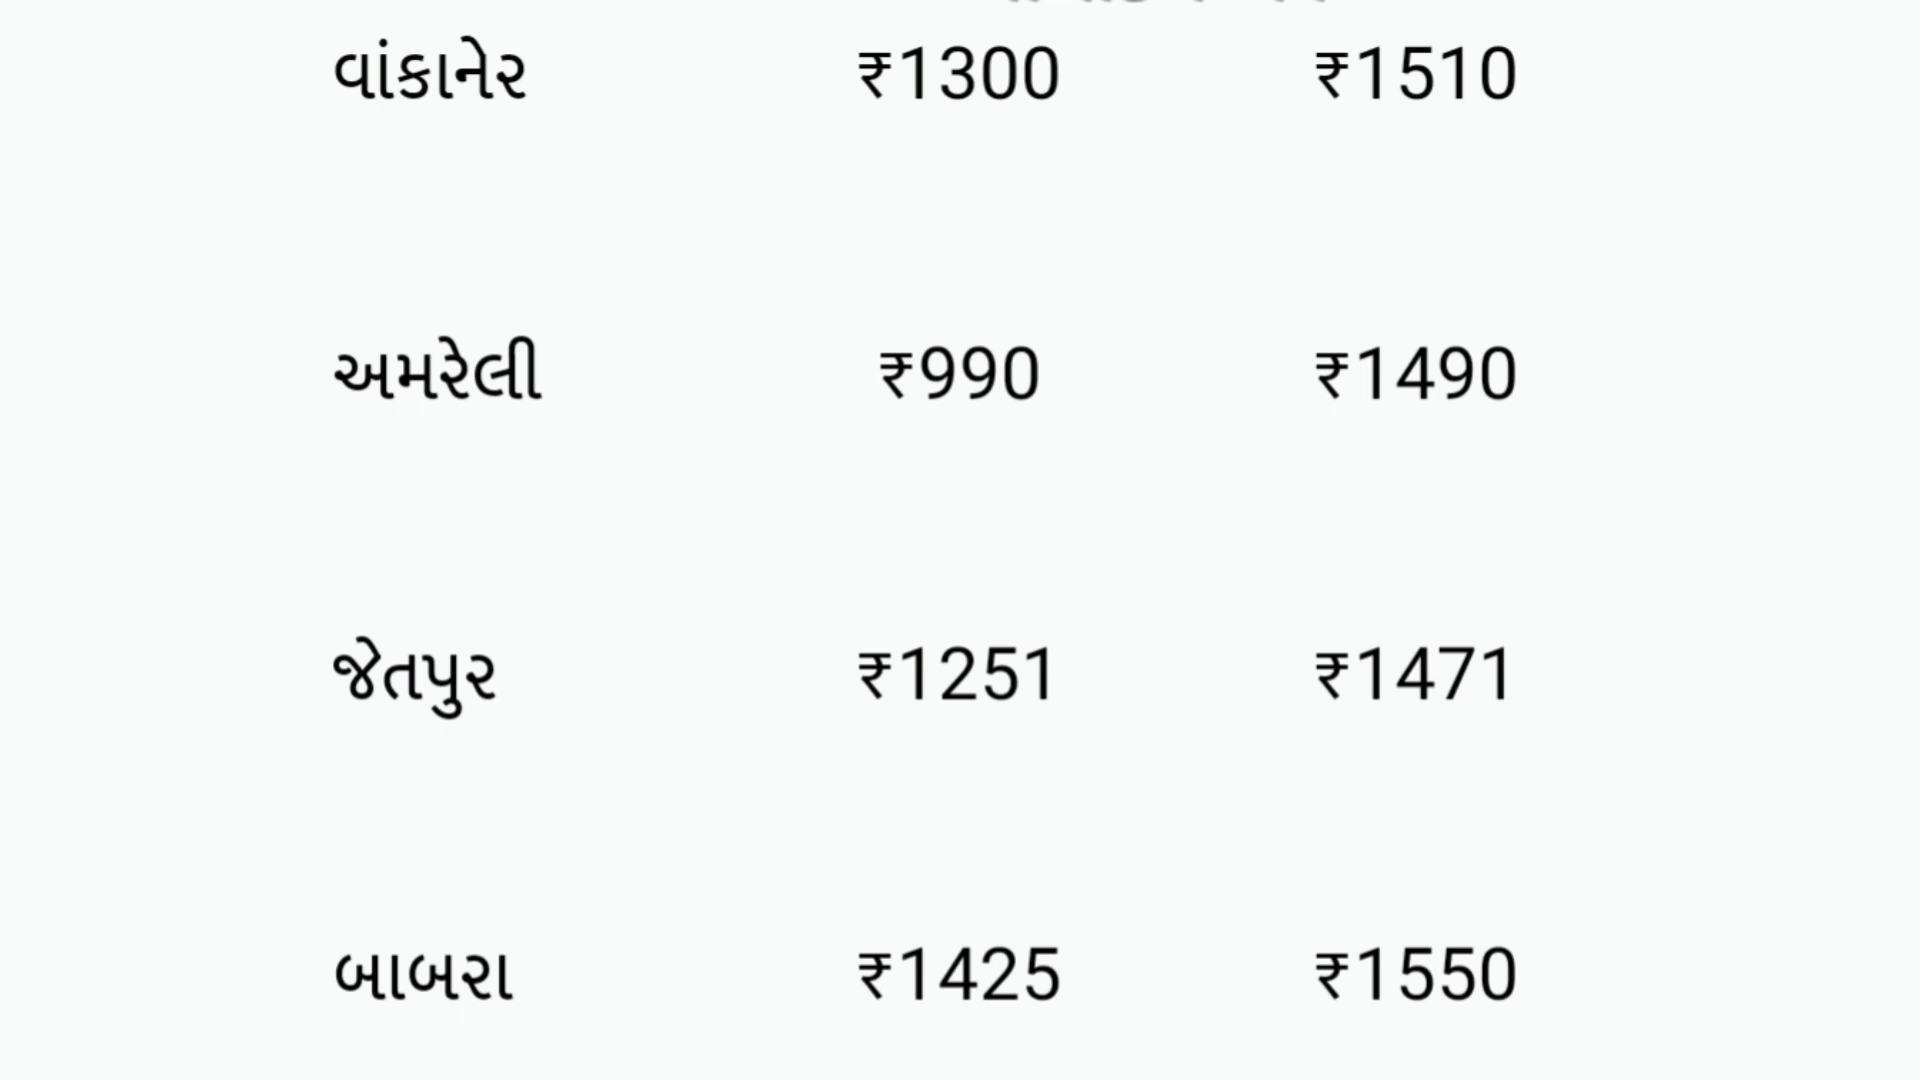 વાંકાનેર ₹1300 ₹1510
અમરેલી ₹990 ₹1490
જેતપુર ₹1251 ₹1471
બાબરા ₹1425 ₹1550